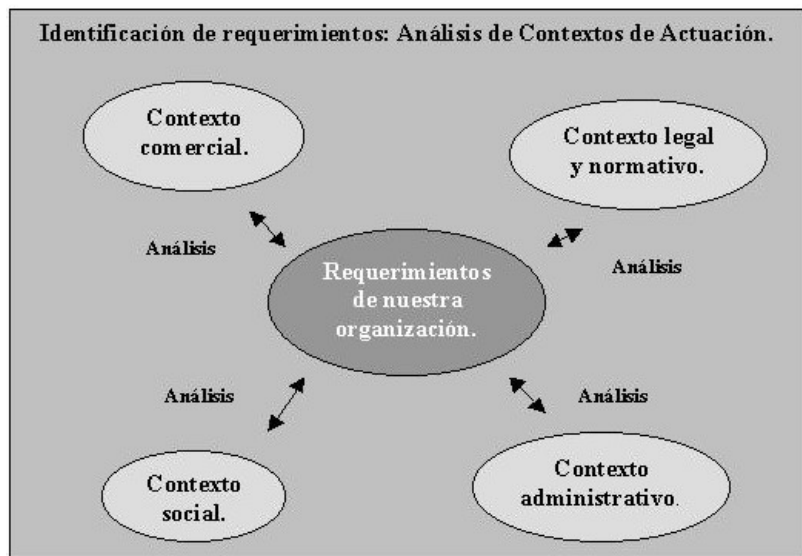 Identificación de requerimientos: Análisis de Contextos de Actuación.
Contexto
comercial.
Contexto legal
y normativo.
Análisis
Análisis
Requerimientos
de nuestra
organización.
Análisis
Análisis
Contexto
social.
Contexto
administrativo.